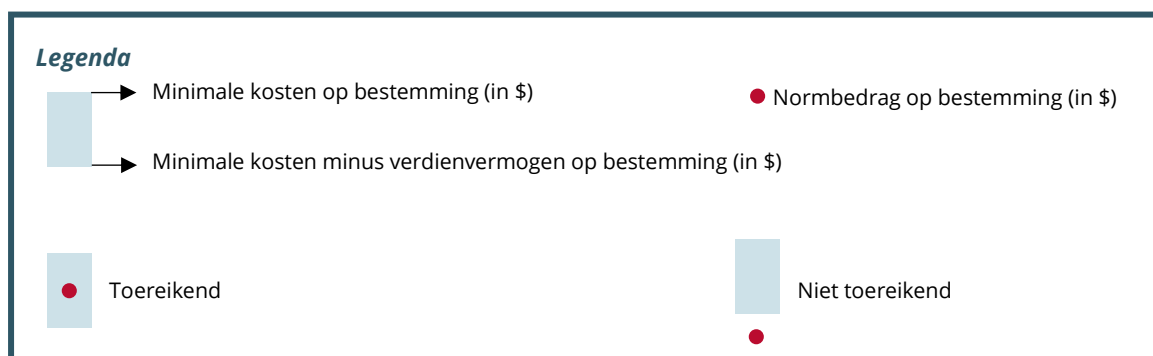 Legenda
Minimale kosten op bestemming (in $)
Normbedrag op bestemming (in $)
Minimale kosten minus verdienvermogen op bestemming (in $)
Toereikend
Niet toereikend